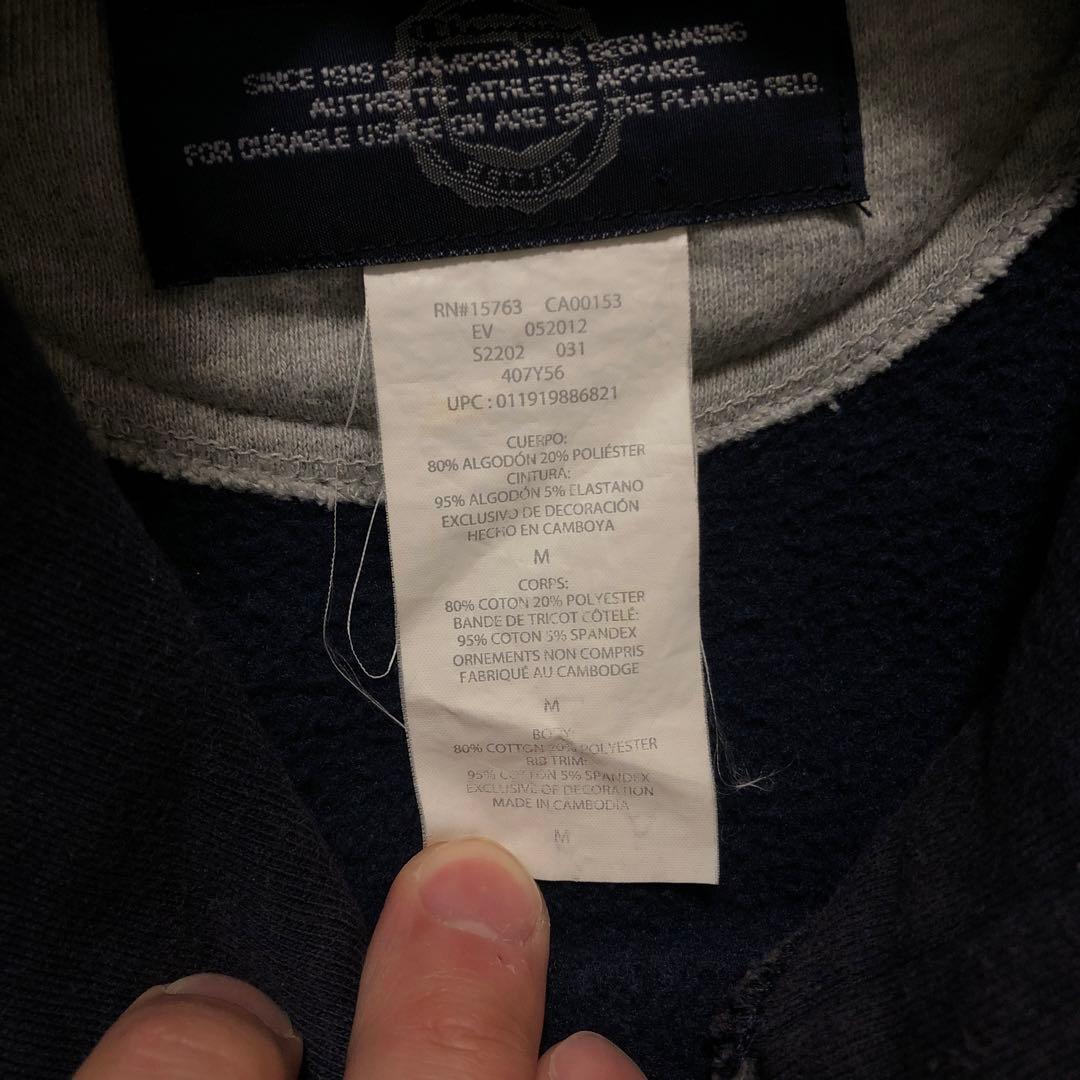 Champion
SINCE 1919 CHAMPION HAS BEEN MAKING
AUTHENTIC ATHLETIC APPAREL
FOR DURABLE USAGE ON AND OFF THE PLAYING FIELD.
RN#15763 CA00153
EV 052012
S2202 031
407Y56
UPC : 011919886821
CUERPO:
80% ALGODÓN 20% POLIÉSTER
CINTURA:
95% ALGODÓN 5% ELASTANO
EXCLUSIVO DE DECORACIÓN
HECHO EN CAMBOYA
M
CORPS:
80% COTON 20% POLYESTER
BANDE DE TRICOT CÔTELÉ:
95% COTON 5% SPANDEX
ORNEMENTS NON COMPRIS
FABRIQUÉ AU CAMBODGE
M
BODY:
80% COTTON 20% POLYESTER
RIB TRIM:
95% COTTON 5% SPANDEX
EXCLUSIVE OF DECORATION
MADE IN CAMBODIA
M